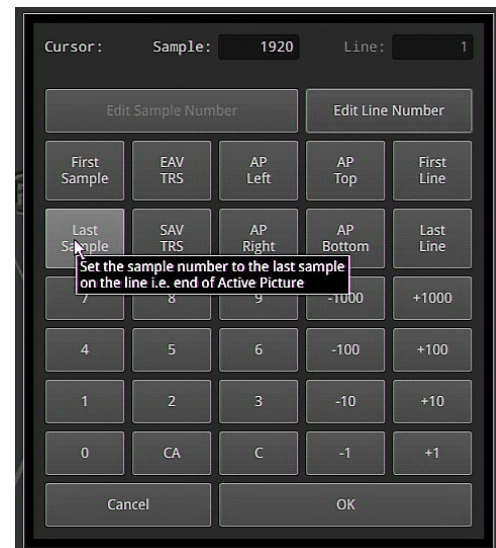 Cursor: Sample: 1920 Line: 1
Edit Sample Number Edit Line Number
First EAV AP AP First
Sample TRS Left Top Line
Last SAV AP AP Last
Sample TRS Right Bottom Line
Set the sample number to the last sample
on the line i.e. end of Active Picture
7 8 9 -1000 +1000
4 5 6 -100 +100
1 2 3 -10 +10
0 CA C -1 +1
Cancel OK